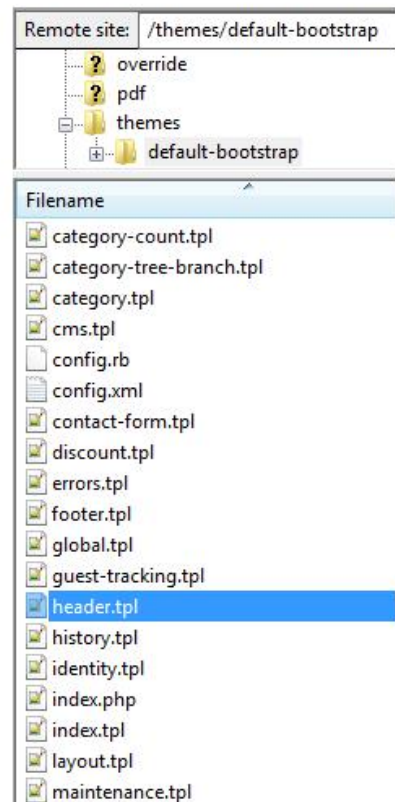 Remote site: /themes/default-bootstrap
override
pdf
themes
default-bootstrap
Filename
category-count.tpl
category-tree-branch.tpl
category.tpl
cms.tpl
config.rb
config.xml
contact-form.tpl
discount.tpl
errors.tpl
footer.tpl
global.tpl
guest-tracking.tpl
header.tpl
history.tpl
identity.tpl
index.php
index.tpl
layout.tpl
maintenance.tpl